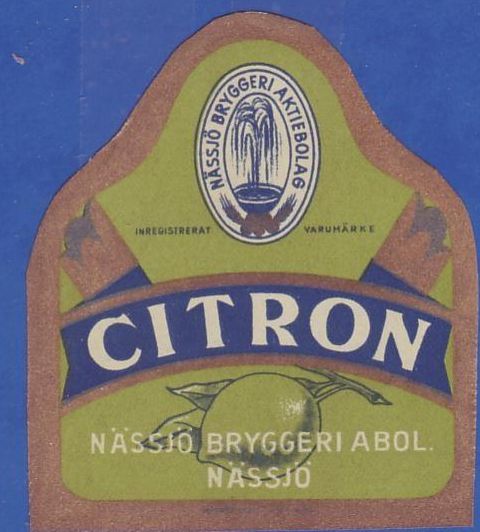 NÄSSJÖ BRYGGERI AKTIEBOLAG
INREGISTRERAT VARUMÄRKE
CITRON
NÄSSJÖ BRYGGERI ABOL.
NÄSSJÖ